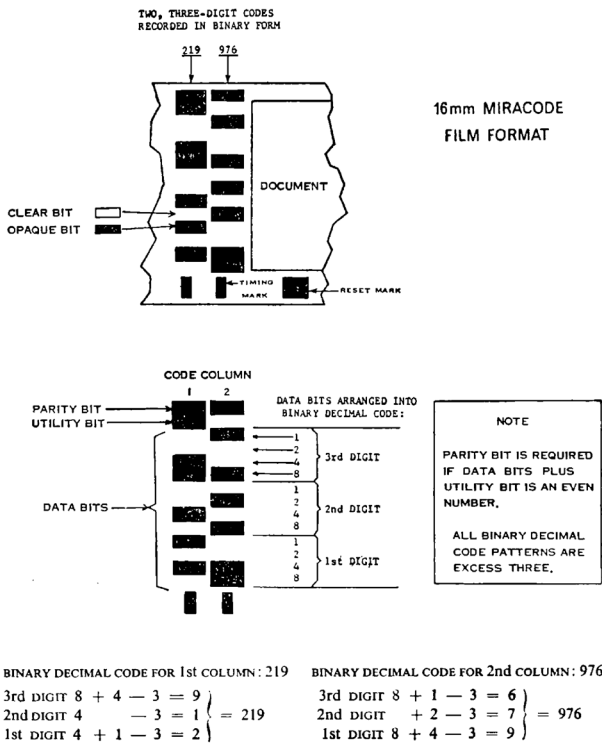 TWO, THREE-DIGIT CODES
RECORDED IN BINARY FORM
219 976
16mm MIRACODE
FILM FORMAT
DOCUMENT
CLEAR BIT
OPAQUE BIT
TIMING
MARK
RESET MARK
CODE COLUMN
1 2
PARITY BIT
UTILITY BIT
DATA BITS
DATA BITS ARRANGED INTO
BINARY DECIMAL CODE:
1
2
4
8
3rd DIGIT
1
2
4
8
2nd DIGIT
1
2
4
8
1st DIGIT
NOTE
PARITY BIT IS REQUIRED
IF DATA BITS PLUS
UTILITY BIT IS AN EVEN
NUMBER.
ALL BINARY DECIMAL
CODE PATTERNS ARE
EXCESS THREE.
BINARY DECIMAL CODE FOR 1st COLUMN: 219
3rd DIGIT 8 + 4 — 3 = 9
2nd DIGIT 4 — 3 = 1 = 219
1st DIGIT 4 + 1 — 3 = 2
BINARY DECIMAL CODE FOR 2nd COLUMN: 976
3rd DIGIT 8 + 1 — 3 = 6
2nd DIGIT + 2 — 3 = 7 = 976
1st DIGIT 8 + 4 — 3 = 9